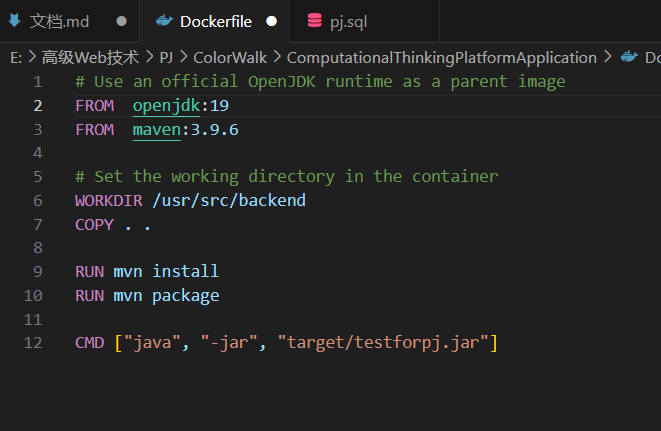 文档.md
Dockerfile
pj.sql
E: > 高级Web技术 > PJ > ColorWalk > ComputationalThinkingPlatformApplication > Do
1 # Use an official OpenJDK runtime as a parent image
2 FROM  openjdk:19
3 FROM  maven:3.9.6
4
5 # Set the working directory in the container
6 WORKDIR /usr/src/backend
7 COPY . .
8
9 RUN mvn install
10 RUN mvn package
11
12 CMD ["java", "-jar", "target/testforpj.jar"]